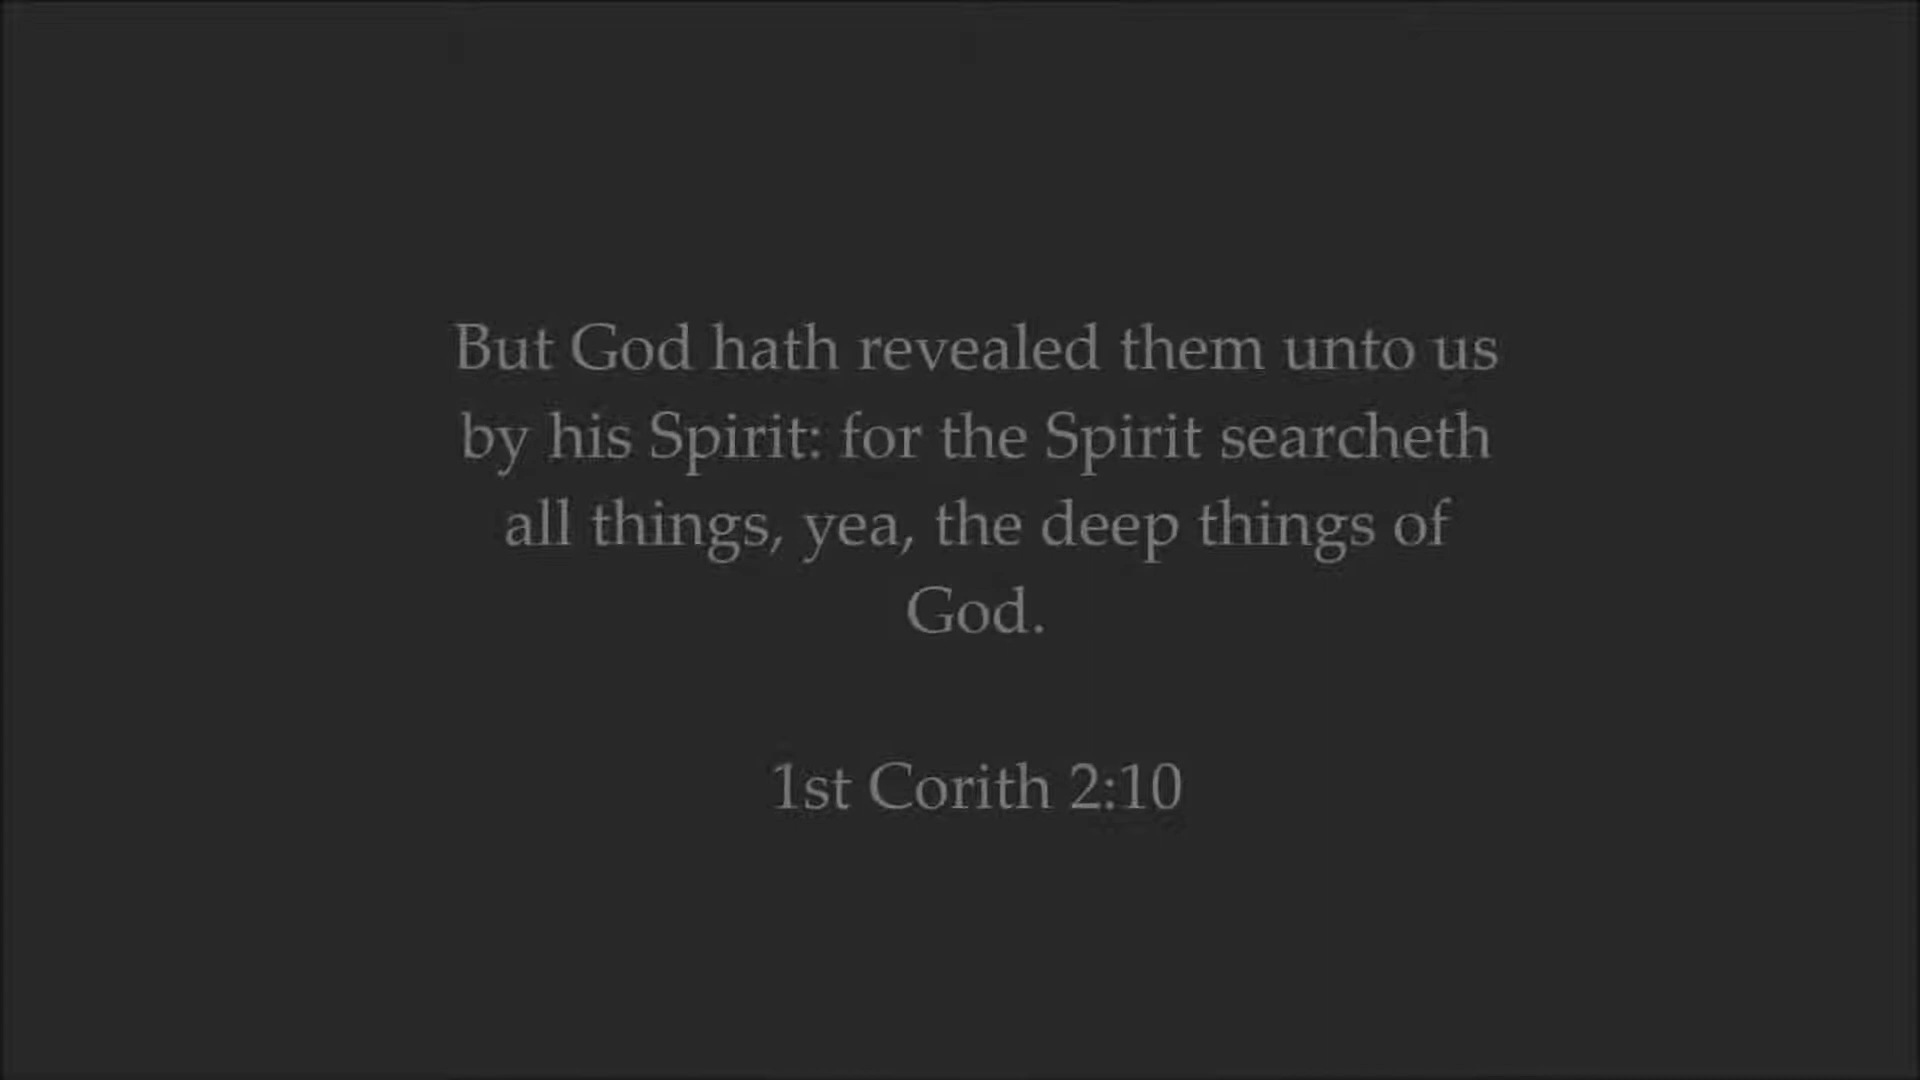 But God hath revealed them unto us
by his Spirit: for the Spirit searcheth
all things, yea, the deep things of
God.
1st Corith 2:10